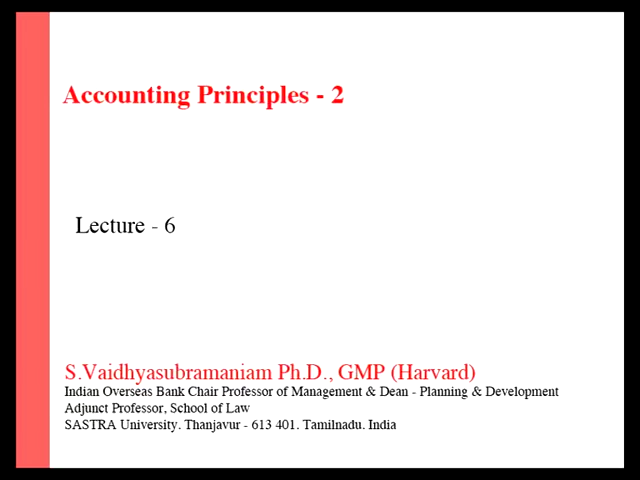 Accounting Principles - 2
Lecture - 6
S.Vaidhyasubramaniam Ph.D., GMP (Harvard)
Indian Overseas Bank Chair Professor of Management & Dean - Planning & Development
Adjunct Professor, School of Law
SASTRA University. Thanjavur - 613 401. Tamilnadu. India